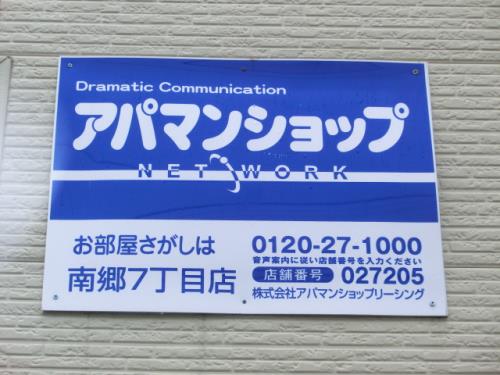 Dramatic Communication
アパマンショップ
NETWORK
お部屋さがしは
南郷7丁目店
0120-27-1000
音声案内に従い店舗番号を入力ください
店舗番号 027205
株式会社アパマンショップリーシング